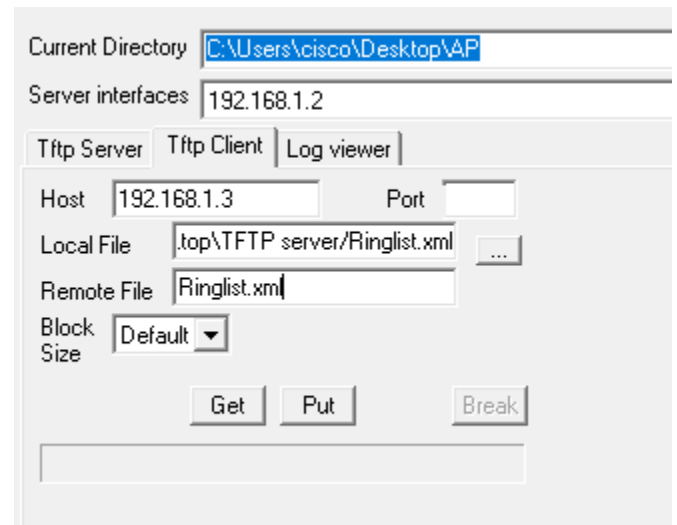 Current Directory C:\Users\cisco\Desktop\AP
Server interfaces 192.168.1.2
Tftp Server Tftp Client Log viewer
Host 192.168.1.3 Port
Local File .top\TFTP server/Ringlist.xml ...
Remote File Ringlist.xml
Block
Size Default
Get Put Break